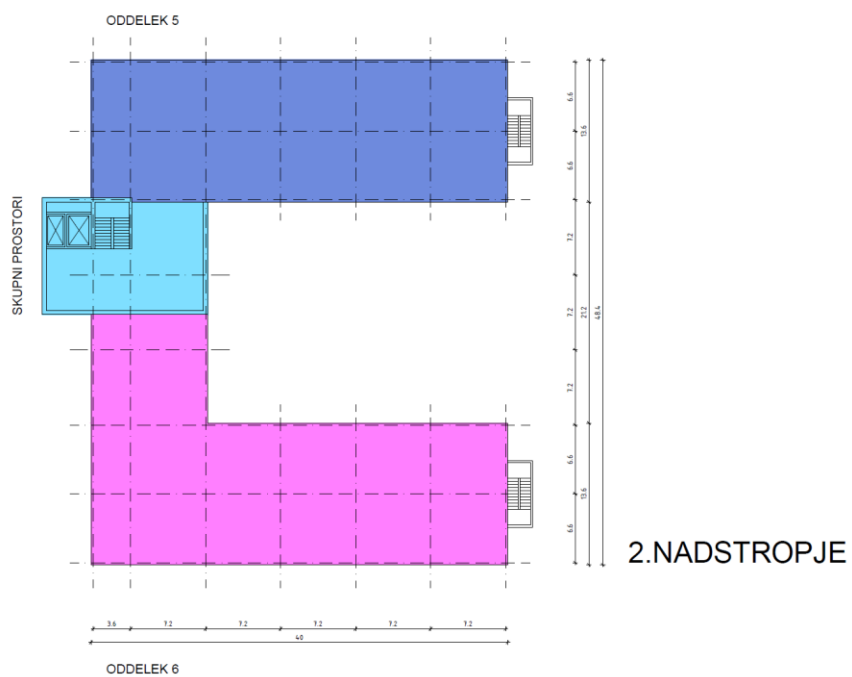 ODDELEK 5
SKUPNI PROSTORI
6.6
6.6
13.6
7.2
7.2
7.2
21.2
48.4
6.6
6.6
13.6
2.NADSTROPJE
3.6 7.2 7.2 7.2 7.2 7.2
40
ODDELEK 6